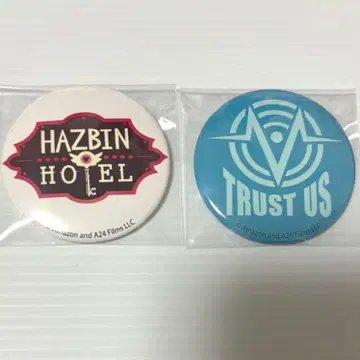 HAZBIN
HOTEL
© Amazon and A24 Films LLC
TRUST US
© Amazon and A24 Films LLC